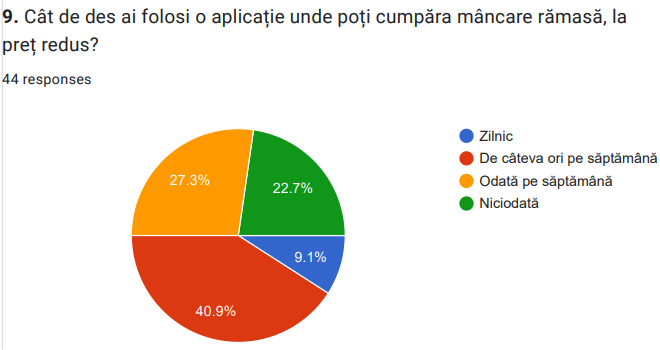 9. Cât de des ai folosi o aplicație unde poți cumpăra mâncare rămasă, la
preț redus?
44 responses
Zilnic
De câteva ori pe săptămână
Odată pe săptămână
Niciodată
27.3%
22.7%
9.1%
40.9%